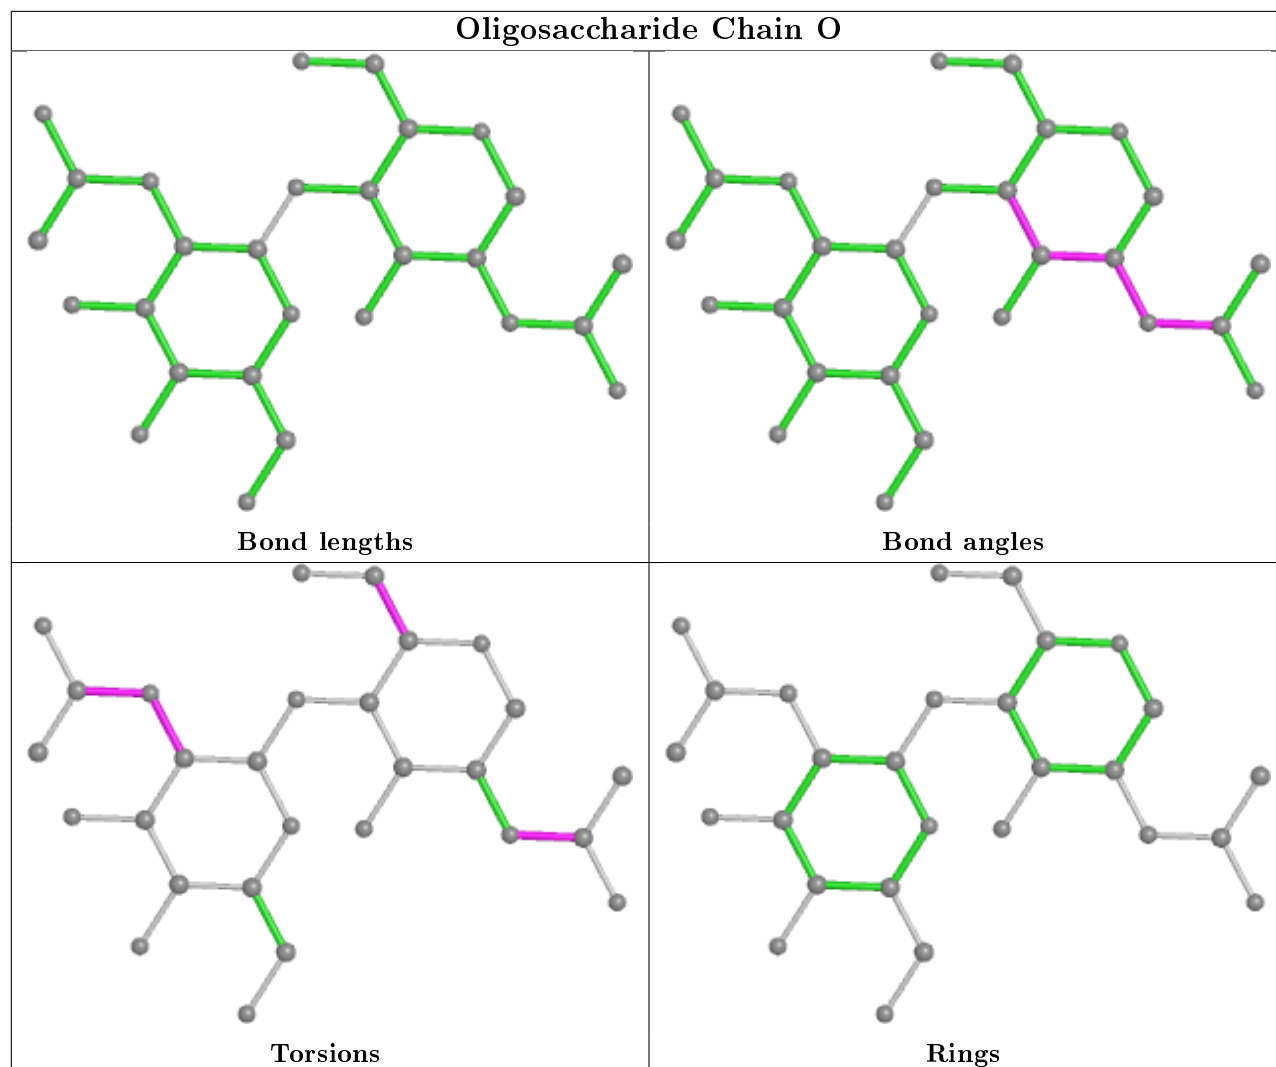 Oligosaccharide Chain O
Bond lengths
Bond angles
Torsions
Rings